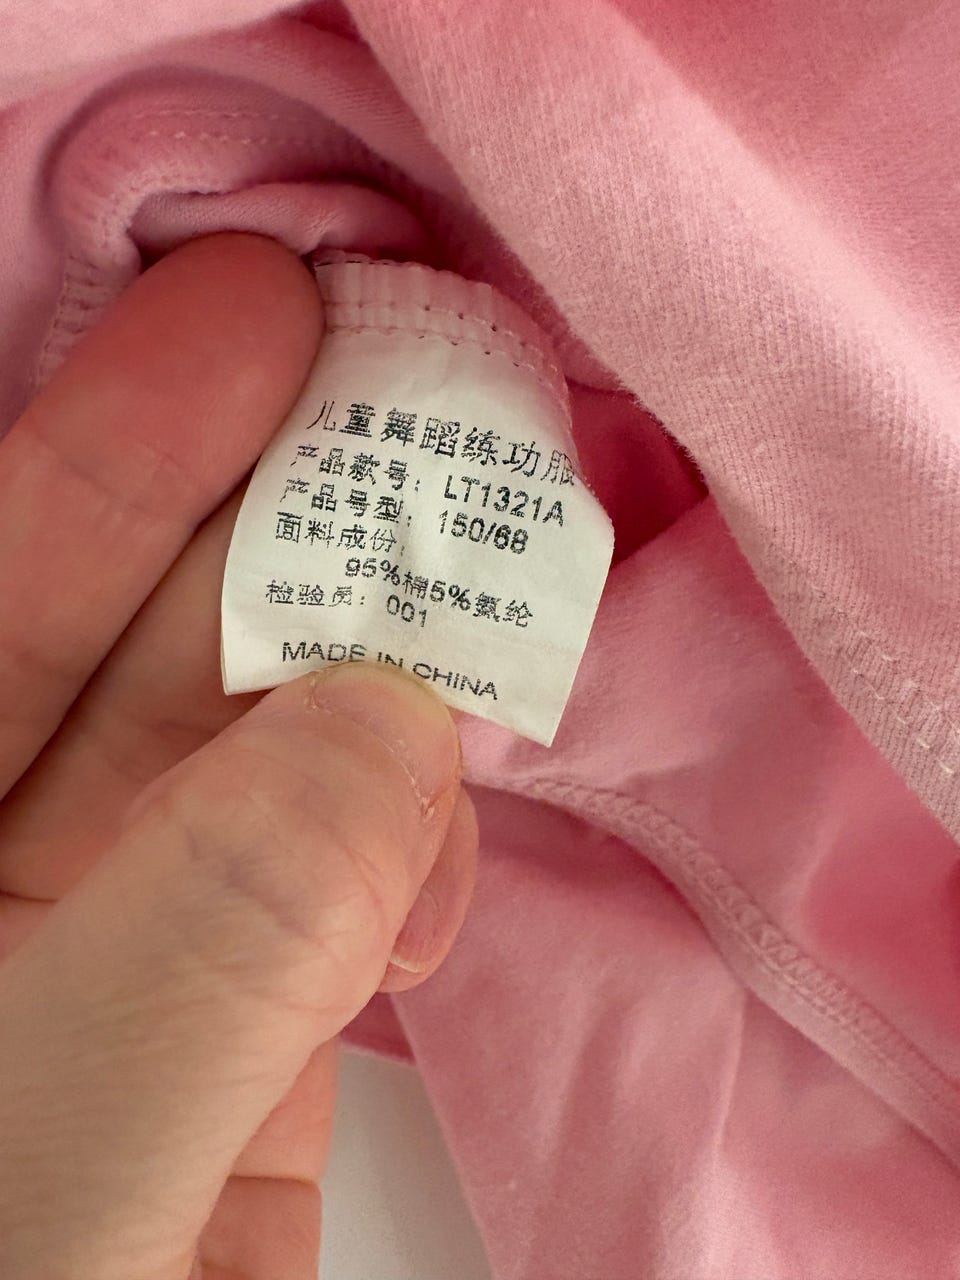 儿童舞蹈练功服
产品款号：LT1321A
产品号型：150/68
面料成份：
95%棉5%氨纶
检验员：001
MADE IN CHINA